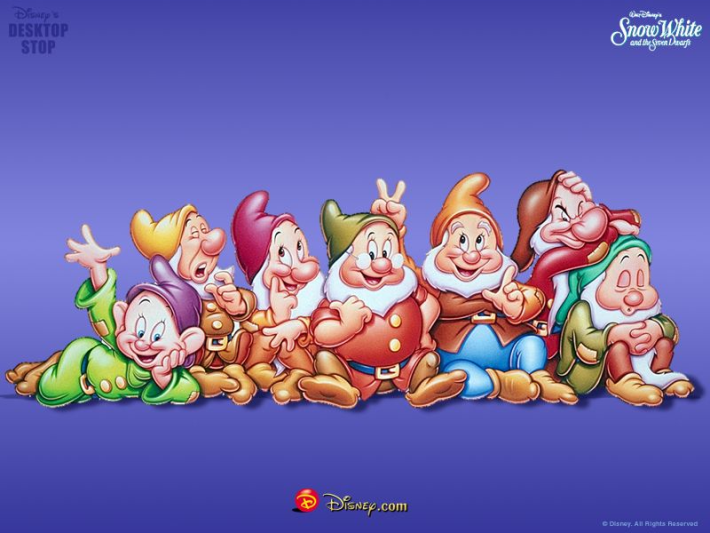 Disney's
DESKTOP
STOP
Walt Disney's
Snow White
and the Seven Dwarfs
Disney.com
© Disney. All Rights Reserved